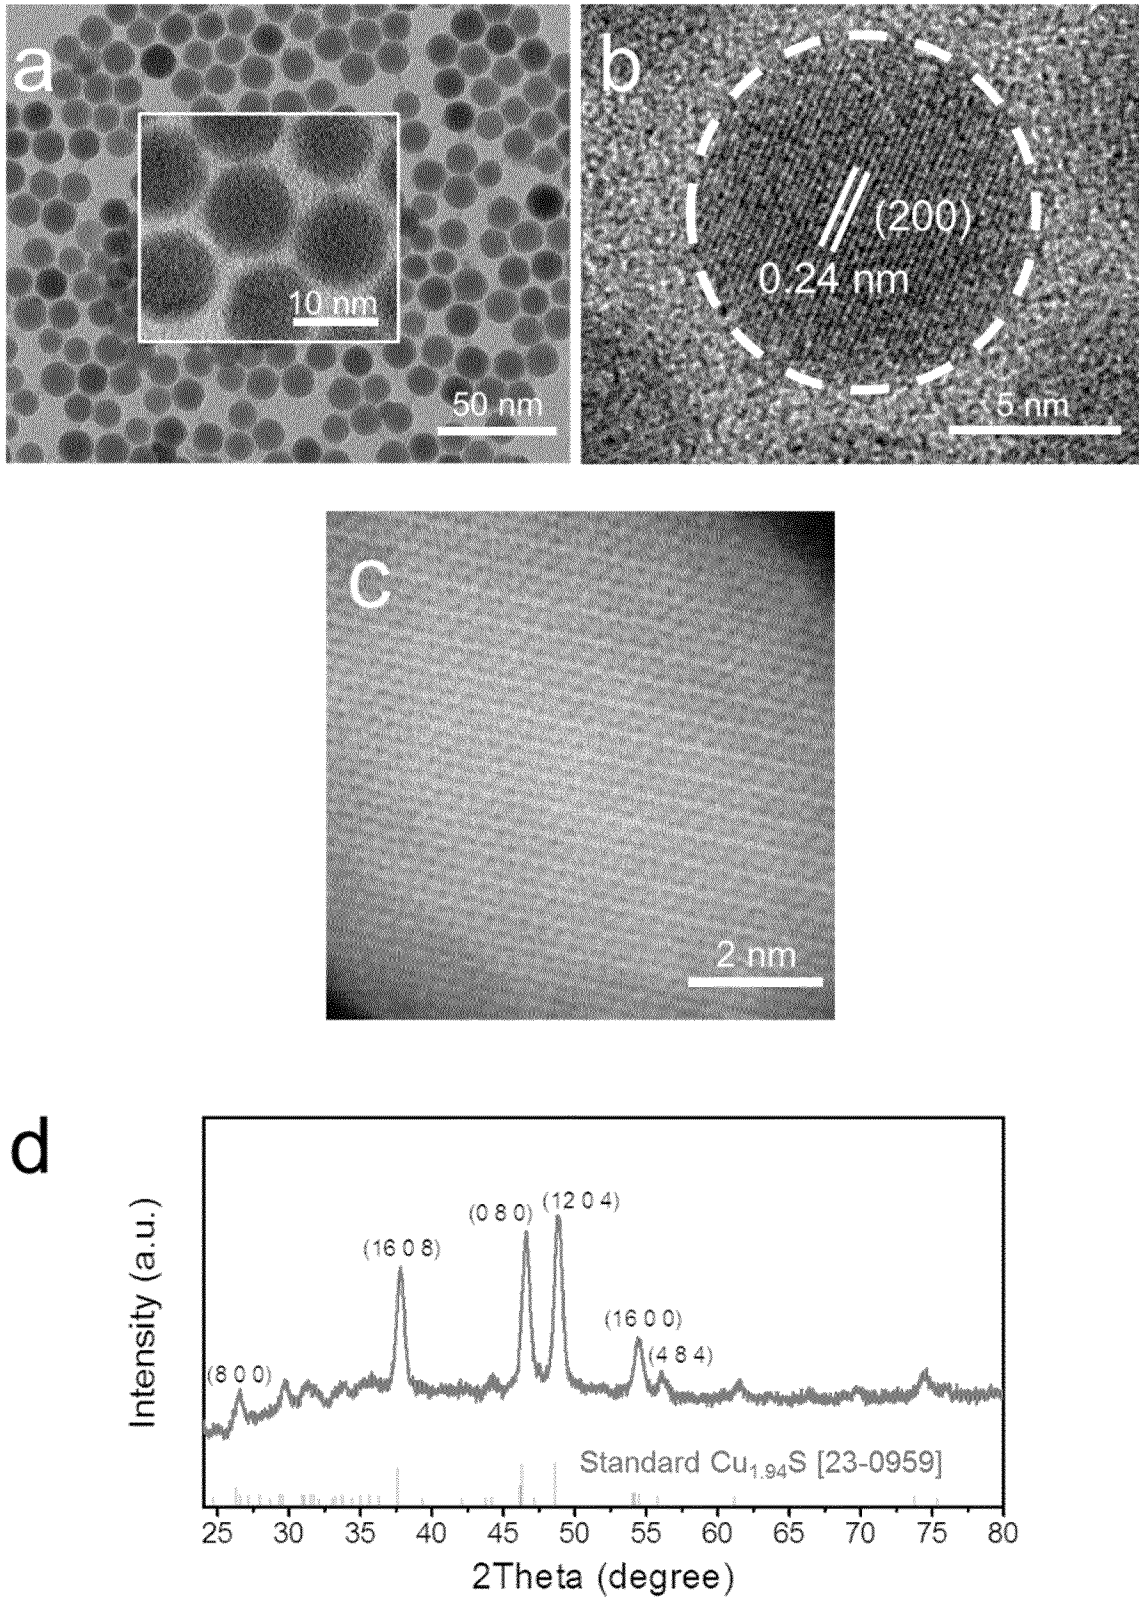 a
10 nm
50 nm
b
(200)
0.24 nm
5 nm
c
2 nm
d
Intensity (a.u.)
(8 0 0)
(16 0 8)
(0 8 0)
(12 0 4)
(16 0 0)
(4 8 4)
Standard Cu₁.₉₄S [23-0959]
25 30 35 40 45 50 55 60 65 70 75 80
2Theta (degree)